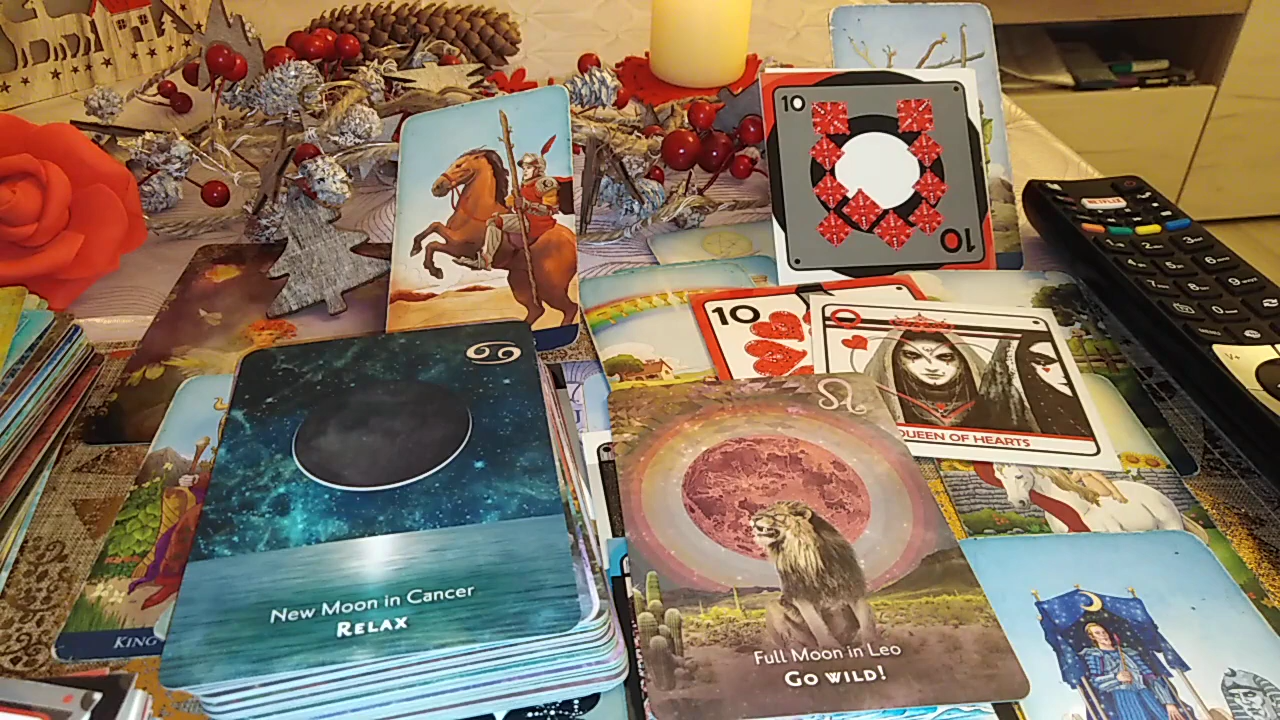 10
10
10
NETFLIX
QUEEN OF HEARTS
New Moon in Cancer
RELAX
Full Moon in Leo
GO WILD!
KING